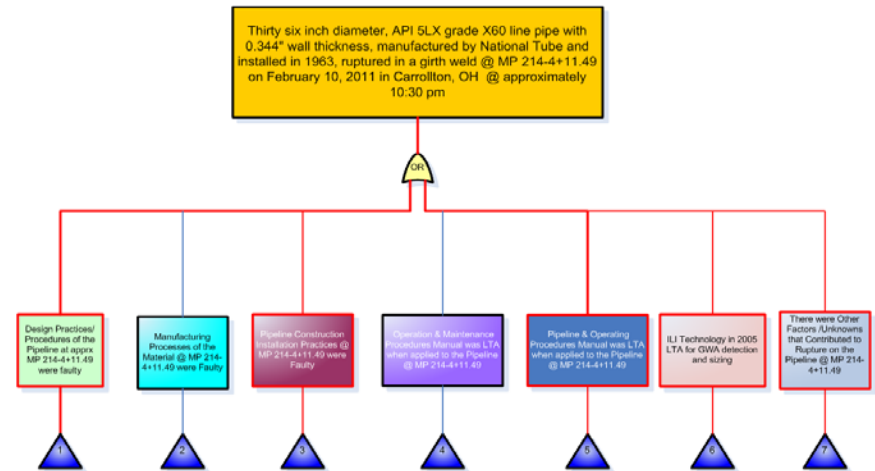 Thirty six inch diameter, API 5LX grade X60 line pipe with
0.344" wall thickness, manufactured by National Tube and
installed in 1963, ruptured in a girth weld @ MP 214-4+11.49
on February 10, 2011 in Carrollton, OH @ approximately
10:30 pm
OR
Design Practices/
Procedures of the
Pipeline at apprx
MP 214-4+11.49
were faulty
Manufacturing
Processes of the
Material @ MP 214-
4+11.49 were Faulty
Pipeline Construction
Installation Practices @
MP 214-4+11.49 were
Faulty
Operation & Maintenance
Procedures Manual was LTA
when applied to the Pipeline
@ MP 214-4+11.49
Pipeline & Operating
Procedures Manual was LTA
when applied to the Pipeline
@ MP 214-4+11.49
ILI Technology in 2005
LTA for GWA detection
and sizing
There were Other
Factors /Unknowns
that Contributed to
Rupture on the
Pipeline @ MP 214-
4+11.49
1
2
3
4
5
6
7